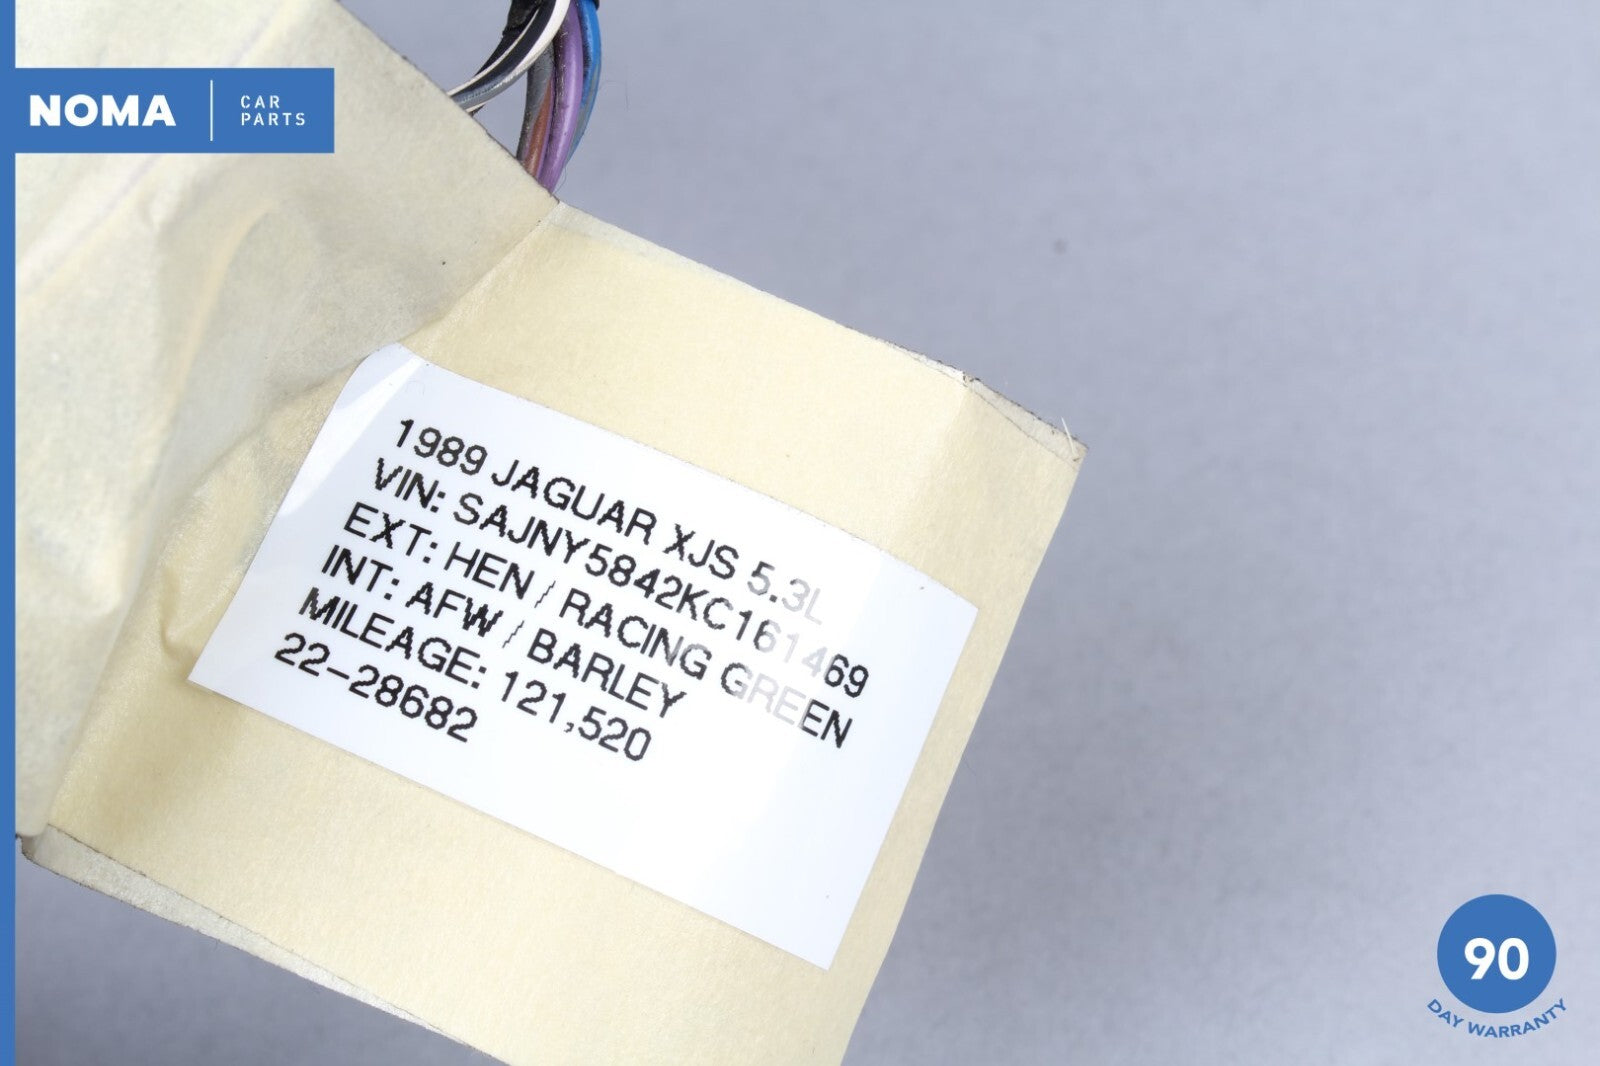 NOMA
CAR
PARTS
1989 JAGUAR XJS 5.3L
VIN: SAJNY5842KC161469
EXT: HEN / RACING GREEN
INT: AFW / BARLEY
MILEAGE: 121,520
22-28682
90
DAY WARRANTY